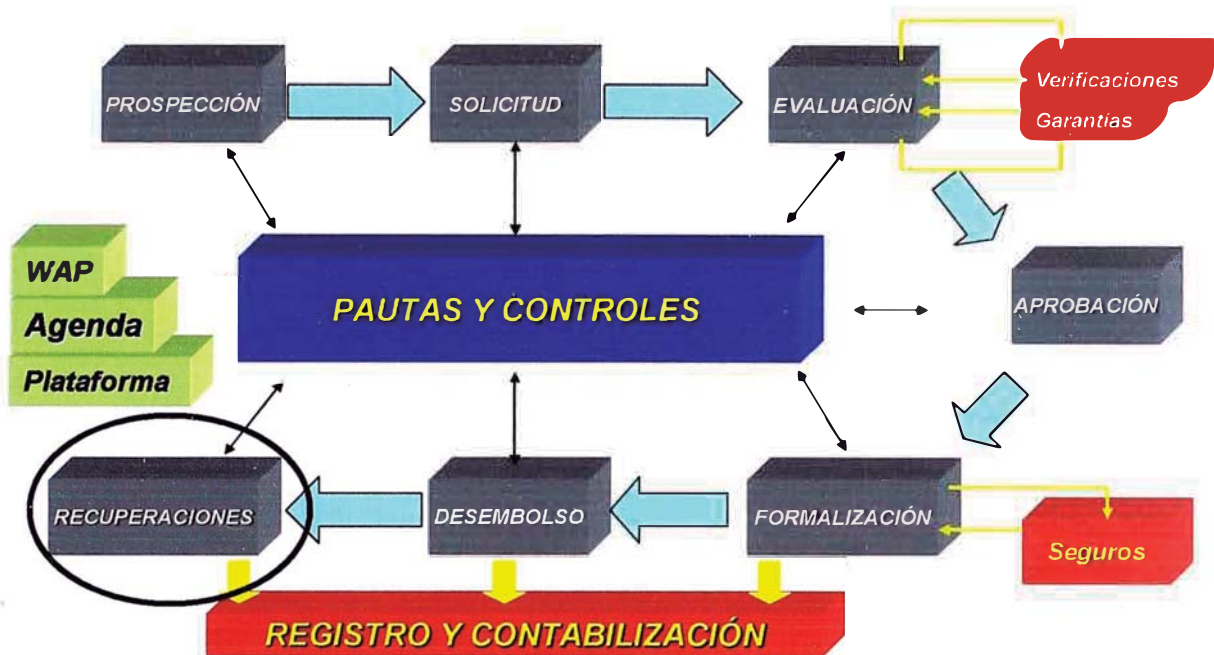 PROSPECCIÓN
SOLICITUD
EVALUACIÓN
Verificaciones
Garantias
WAP
Agenda
Plataforma
PAUTAS Y CONTROLES
APROBACIÓN
RECUPERACIONES
DESEMBOLSO
FORMALIZACIÓN
Seguros
REGISTRO Y CONTABILIZACIÓN